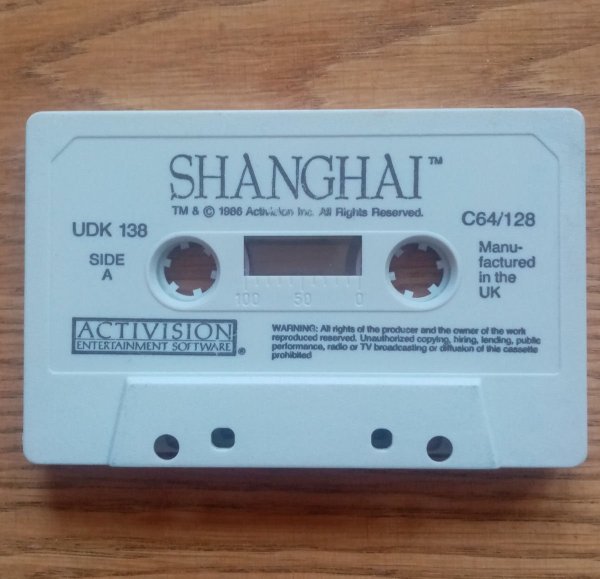 SHANGHAI™
TM & © 1986 Activision Inc. All Rights Reserved.
UDK 138
C64/128
SIDE
A
Manu-
factured
in the
UK
100 50 0
ACTIVISION
ENTERTAINMENT SOFTWARE
®
WARNING: All rights of the producer and the owner of the work
reproduced reserved. Unauthorized copying, hiring, lending, public
performance, radio or TV broadcasting or diffusion of this cassette
prohibited